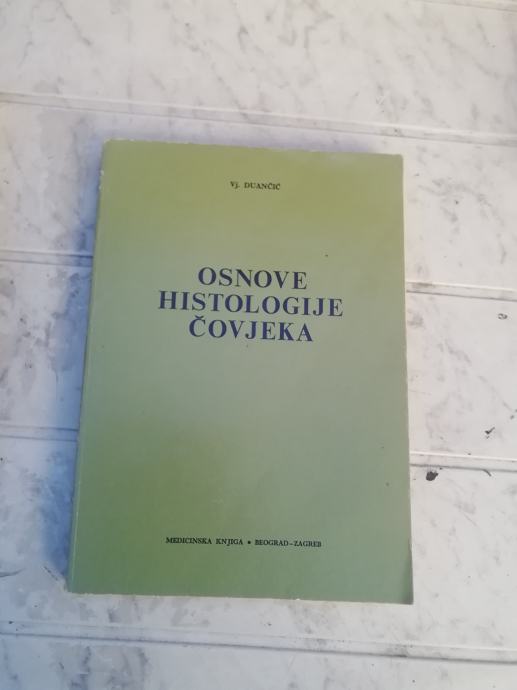 Vj. DUANČIĆ
OSNOVE
HISTOLOGIJE
ČOVJEKA
MEDICINSKA KNJIGA • BEOGRAD–ZAGREB